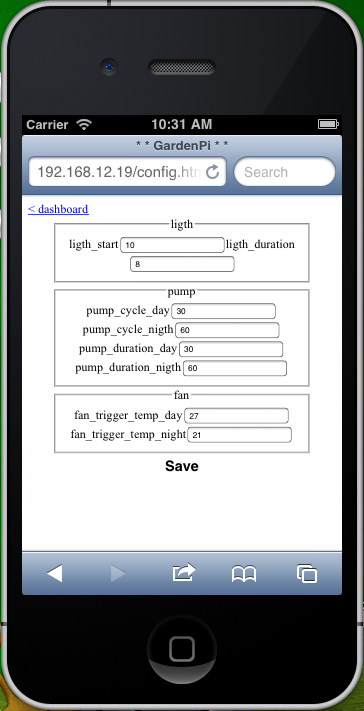 Carrier 10:31 AM
* * GardenPi * *
192.168.12.19/config.htm Search
< dashboard
ligth
ligth_start 10 ligth_duration
8
pump
pump_cycle_day 30
pump_cycle_nigth 60
pump_duration_day 30
pump_duration_nigth 60
fan
fan_trigger_temp_day 27
fan_trigger_temp_night 21
Save